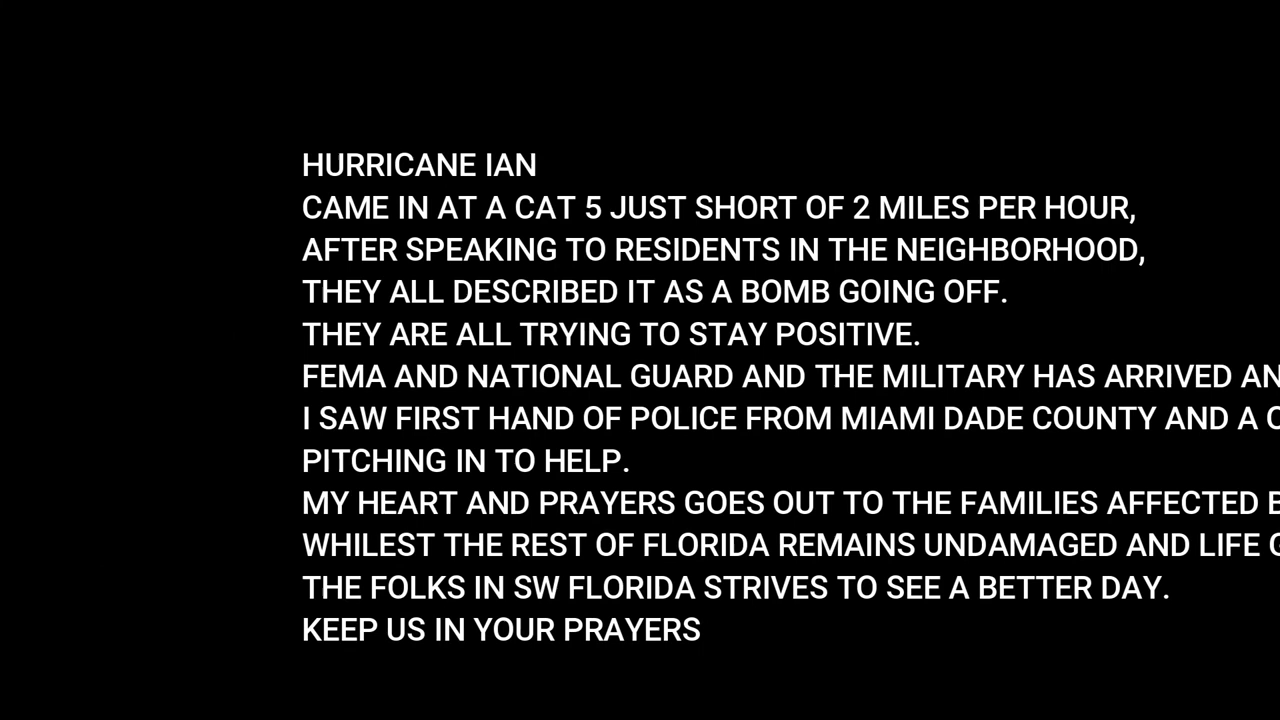 HURRICANE IAN
CAME IN AT A CAT 5 JUST SHORT OF 2 MILES PER HOUR,
AFTER SPEAKING TO RESIDENTS IN THE NEIGHBORHOOD,
THEY ALL DESCRIBED IT AS A BOMB GOING OFF.
THEY ARE ALL TRYING TO STAY POSITIVE.
FEMA AND NATIONAL GUARD AND THE MILITARY HAS ARRIVED
I SAW FIRST HAND OF POLICE FROM MIAMI DADE COUNTY AND A
PITCHING IN TO HELP.
MY HEART AND PRAYERS GOES OUT TO THE FAMILIES AFFECTED
WHILEST THE REST OF FLORIDA REMAINS UNDAMAGED AND LIFE
THE FOLKS IN SW FLORIDA STRIVES TO SEE A BETTER DAY.
KEEP US IN YOUR PRAYERS